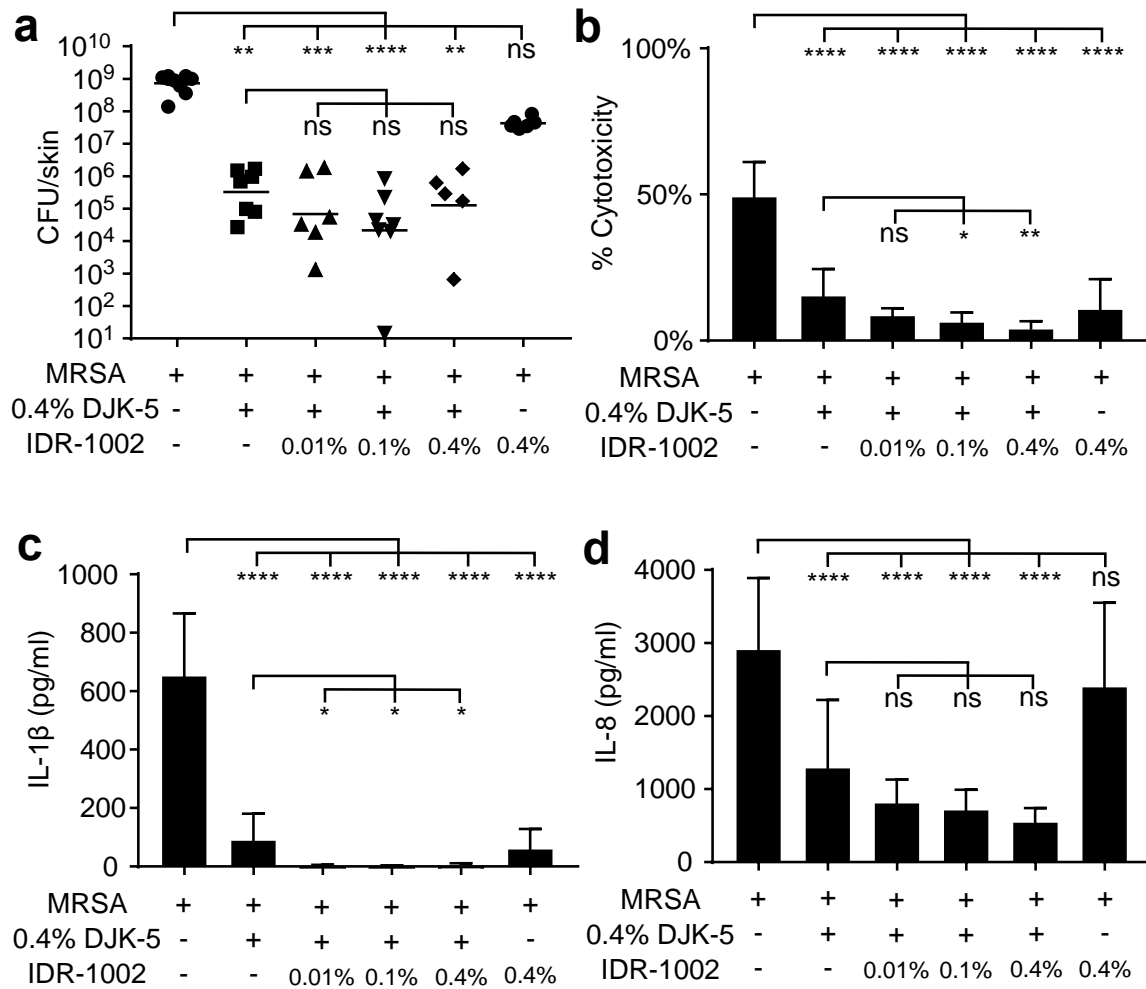 a
** *** **** ** ns
CFU/skin
10^10
10^9
10^8
10^7
10^6
10^5
10^4
10^3
10^2
10^1
ns ns ns
MRSA + + + + + +
0.4% DJK-5 - + + + + -
IDR-1002 - - 0.01% 0.1% 0.4% 0.4%
b
**** **** **** **** ****
% Cytotoxicity
100%
50%
0%
ns * **
MRSA + + + + + +
0.4% DJK-5 - + + + + -
IDR-1002 - - 0.01% 0.1% 0.4% 0.4%
c
**** **** **** **** ****
IL-1β (pg/ml)
1000
800
600
400
200
0
* * *
MRSA + + + + + +
0.4% DJK-5 - + + + + -
IDR-1002 - - 0.01% 0.1% 0.4% 0.4%
d
**** **** **** **** ns
IL-8 (pg/ml)
4000
3000
2000
1000
0
ns ns ns
MRSA + + + + + +
0.4% DJK-5 - + + + + -
IDR-1002 - - 0.01% 0.1% 0.4% 0.4%